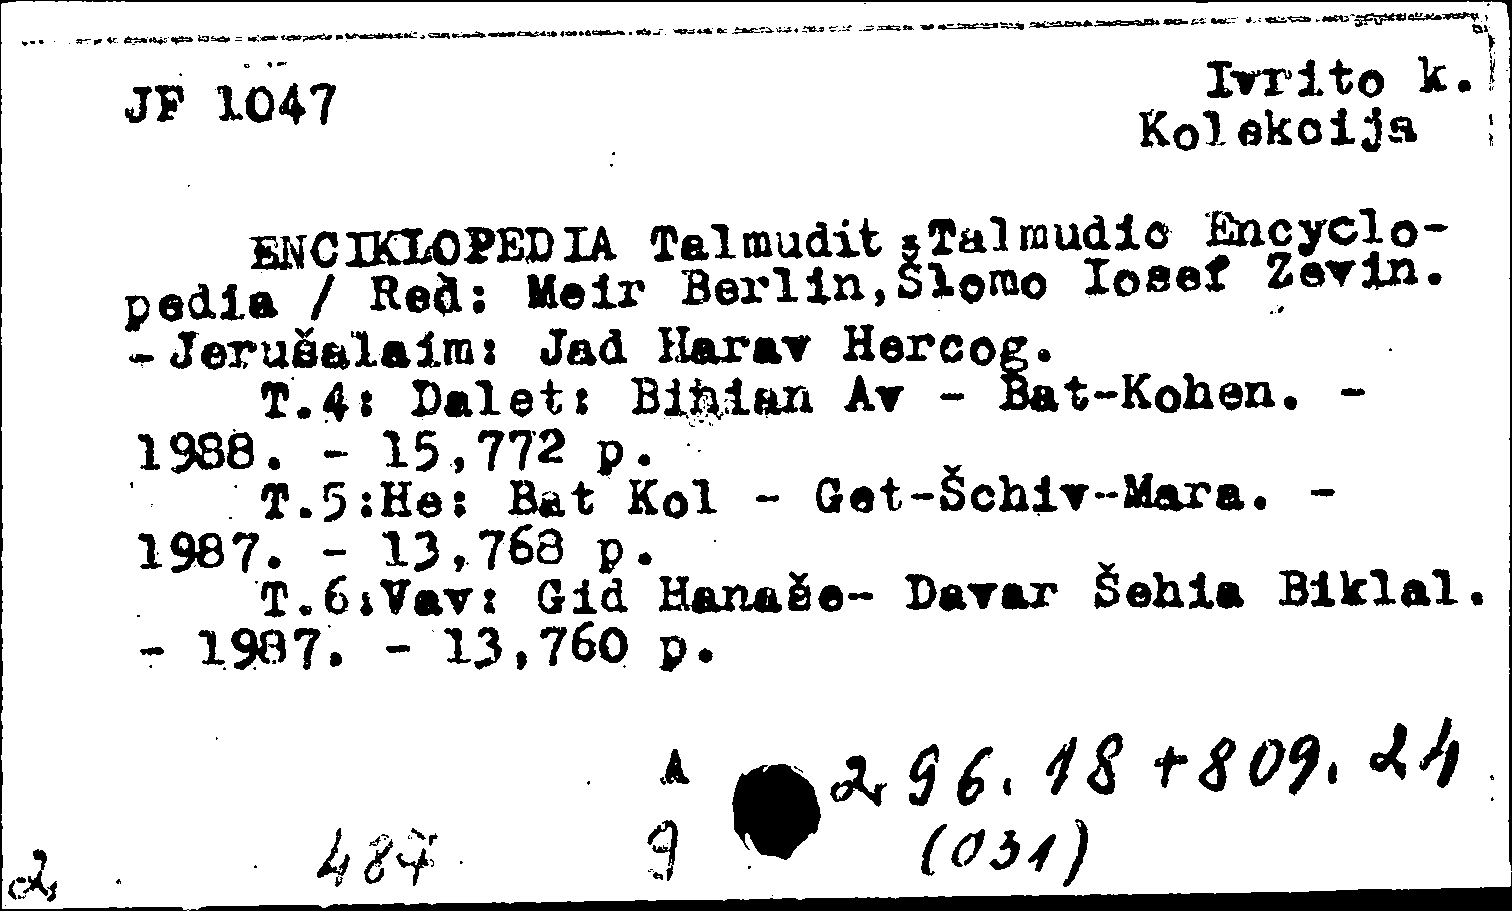 JF 1047
Ivrito k.
Kolekcija
ENCIKLOPEDIA Talmudit :Talmudic Encyclo-
pedia / Red: Meir Berlin,Šlomo Iosef Zevin.
-Jerušalaim: Jad Harav Hercog.
T.4: Dalet: Binian Av - Bat-Kohen. -
1988. - 15,772 p.
T.5:He: Bat Kol - Get-Šchiv-Mara. -
1987. - 13,768 p.
T.6:Vav: Gid Hanaše- Davar Šehia Biklal.
- 1987. - 13,760 p.
A
296.18+809.24
2 487 9 (031)